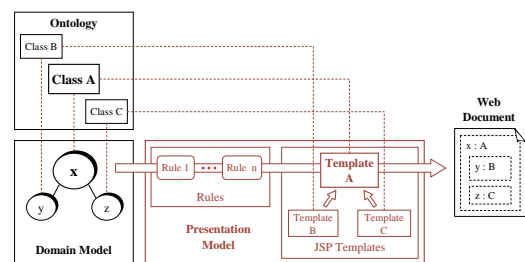 Ontology
Class B
Class A
Class C
x
y
z
Domain Model
Rule 1
Rule n
Rules
Presentation
Model
Template
A
Template
B
Template
C
JSP Templates
Web
Document
x : A
y : B
z : C